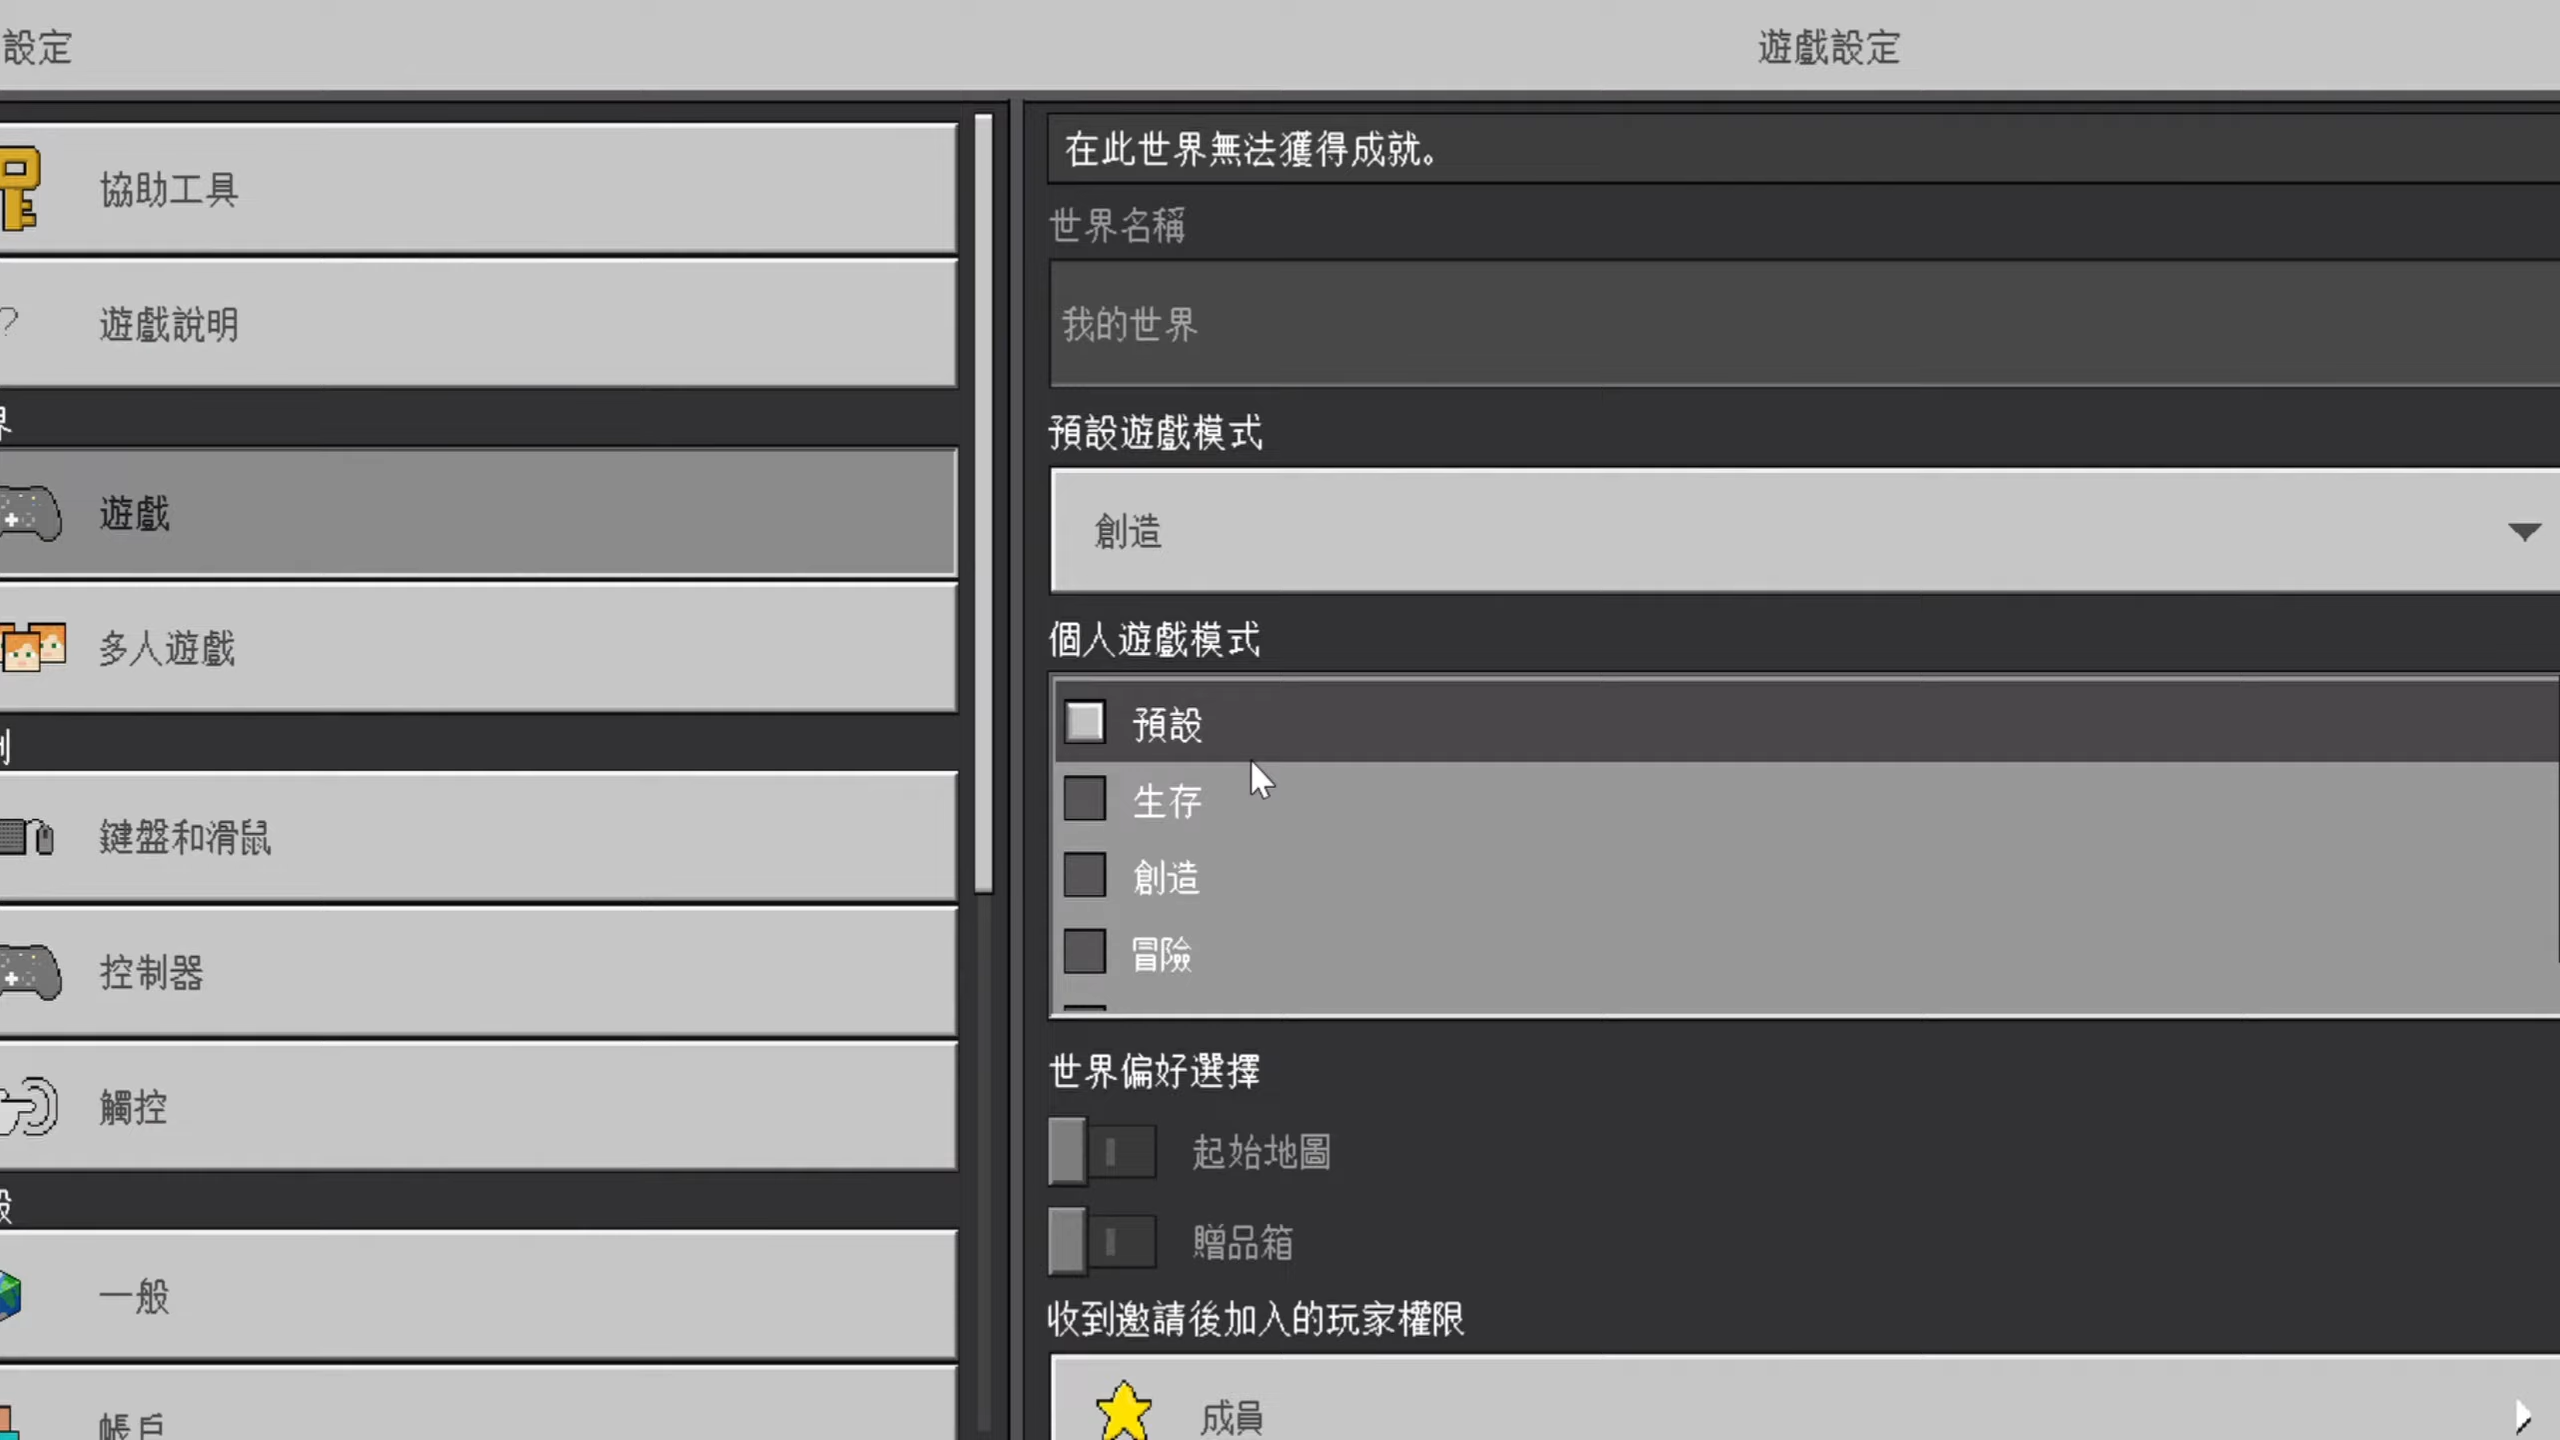 設定
遊戲設定
協助工具
遊戲說明
界
遊戲
多人遊戲
制
鍵盤和滑鼠
控制器
觸控
一般
帳戶
在此世界無法獲得成就。
世界名稱
我的世界
預設遊戲模式
創造
個人遊戲模式
預設
生存
創造
冒險
世界偏好選擇
起始地圖
贈品箱
收到邀請後加入的玩家權限
成員